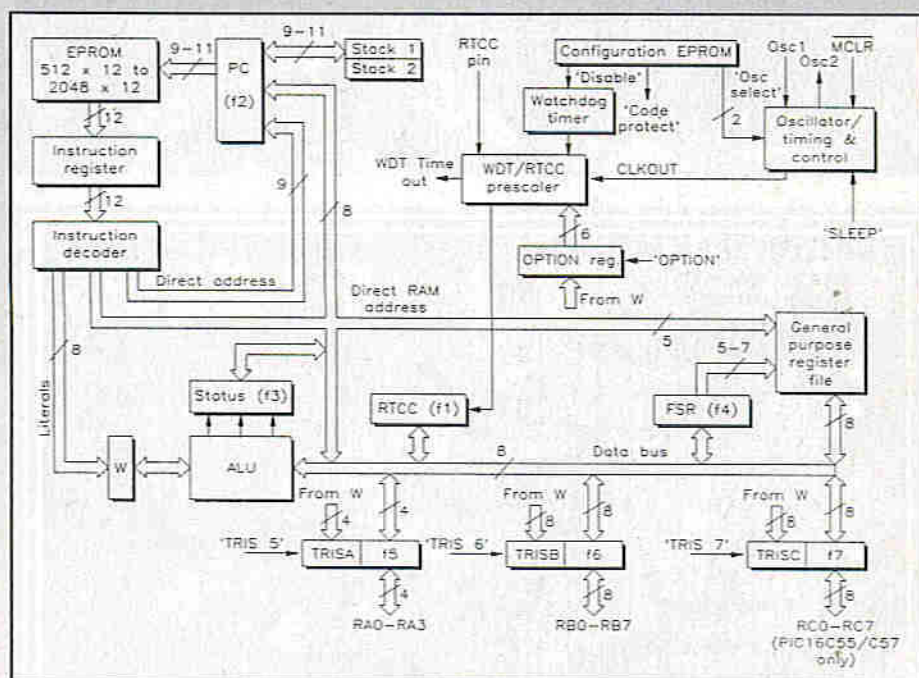 EPROM
512 x 12 to
2048 x 12
9-11
PC
(f2)
9-11
Stack 1
Stack 2
RTCC
pin
Configuration EPROM
Osc1
MCLR
Osc2
'Disable'
'Code
protect'
'Osc
select'
2
Watchdog
timer
Oscillator/
timing &
control
12
Instruction
register
12
Instruction
decoder
9
8
WDT Time
out
WDT/RTCC
prescaler
CLKOUT
6
'SLEEP'
OPTION reg.
'OPTION'
From W
Direct address
Direct RAM
address
5
General
purpose
register
file
5-7
8
Literals
8
Status (f3)
RTCC (f1)
FSR (f4)
W
ALU
8
Data bus
From W
4
4
From W
8
8
From W
8
8
'TRIS 5'
TRISA
f5
'TRIS 6'
TRISB
f6
'TRIS 7'
TRISC
f7
4
8
8
RA0-RA3
RB0-RB7
RC0-RC7
(PIC16C55/C57
only)